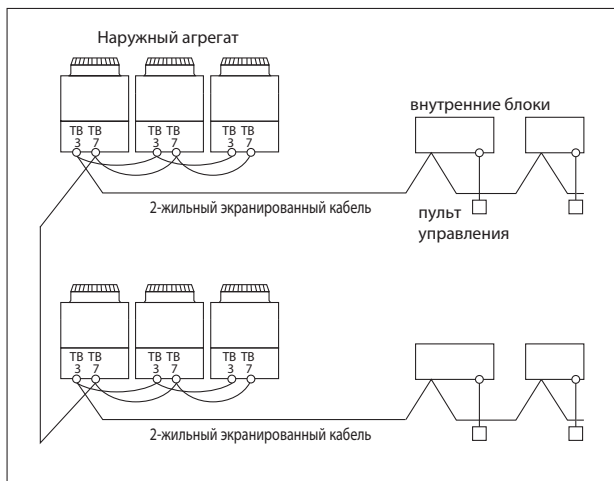 Наружный агрегат
TB TB TB TB TB TB
3 7 3 7 3 7
внутренние блоки
2-жильный экранированный кабель
пульт
управления
TB TB TB TB TB TB
3 7 3 7 3 7
2-жильный экранированный кабель